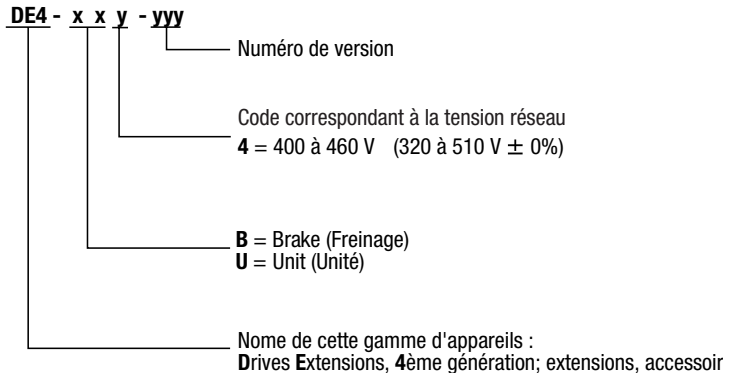 DE4 - x x y - yyy
Numéro de version
Code correspondant à la tension réseau
4 = 400 à 460 V (320 à 510 V ± 0%)
B = Brake (Freinage)
U = Unit (Unité)
Nome de cette gamme d'appareils :
Drives Extensions, 4ème génération; extensions, accessoir